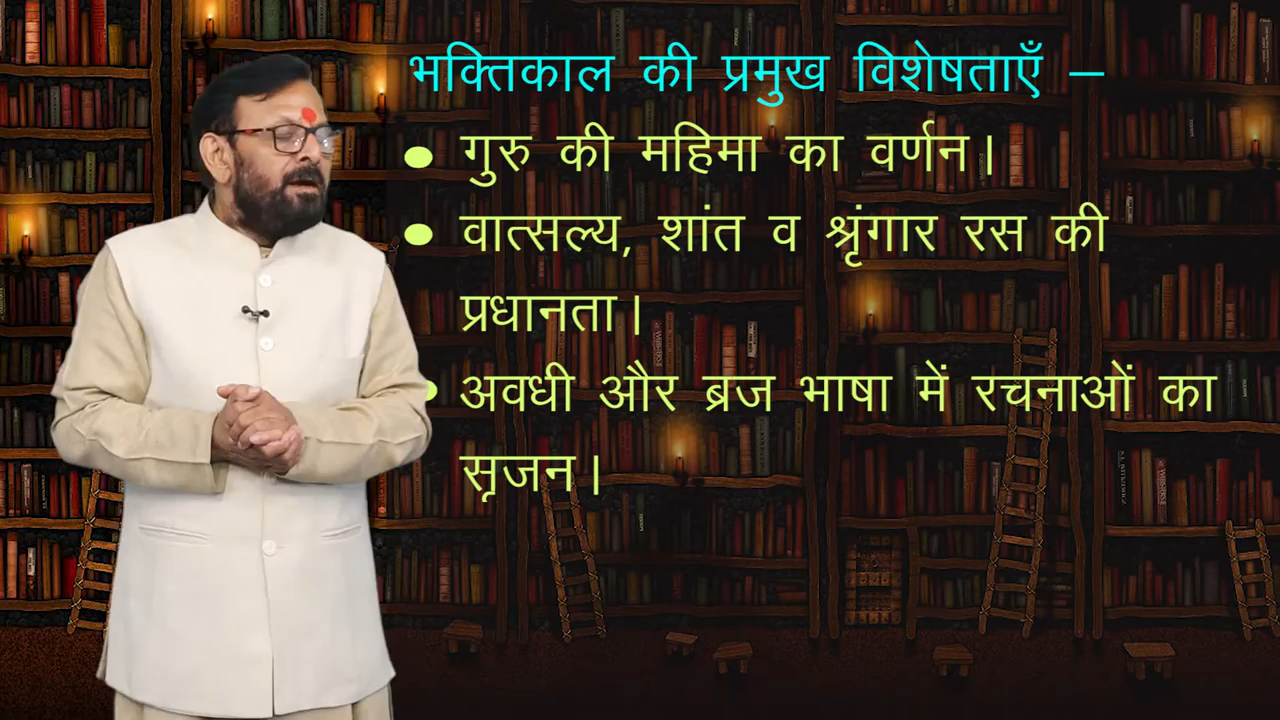 भक्तिकाल की प्रमुख विशेषताएँ –
• गुरु की महिमा का वर्णन।
• वात्सल्य, शांत व श्रृंगार रस की
प्रधानता।
• अवधी और ब्रज भाषा में रचनाओं का
सृजन।